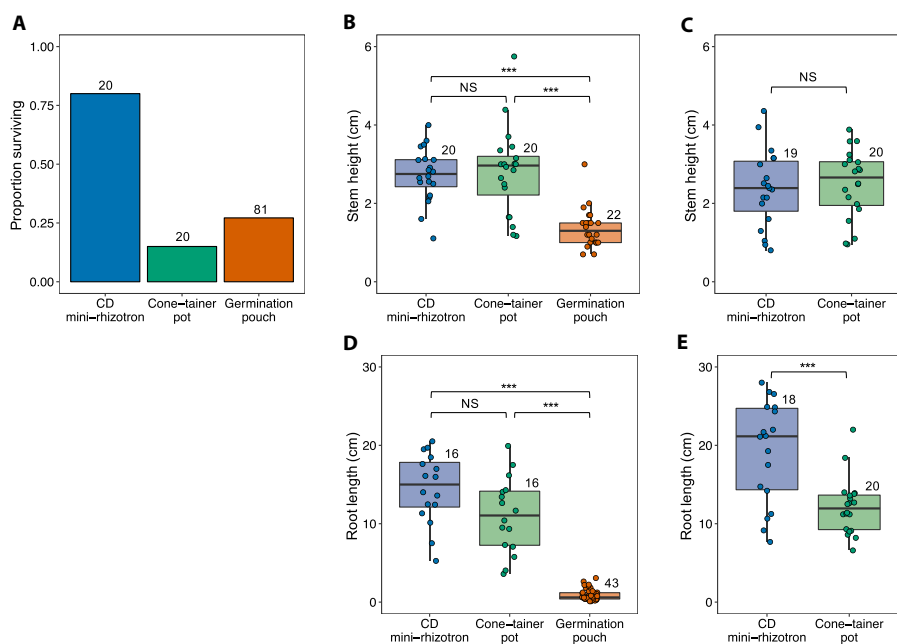 A
Proportion surviving
1.00
0.75
0.50
0.25
0.00
20
20
81
CD
mini−rhizotron
Cone−tainer
pot
Germination
pouch
B
Stem height (cm)
6
4
2
0
***
NS
***
20
20
22
CD
mini−rhizotron
Cone−tainer
pot
Germination
pouch
C
Stem height (cm)
6
4
2
0
NS
19
20
CD
mini−rhizotron
Cone−tainer
pot
D
Root length (cm)
30
20
10
0
***
NS
***
16
16
43
CD
mini−rhizotron
Cone−tainer
pot
Germination
pouch
E
Root length (cm)
30
20
10
0
***
18
20
CD
mini−rhizotron
Cone−tainer
pot